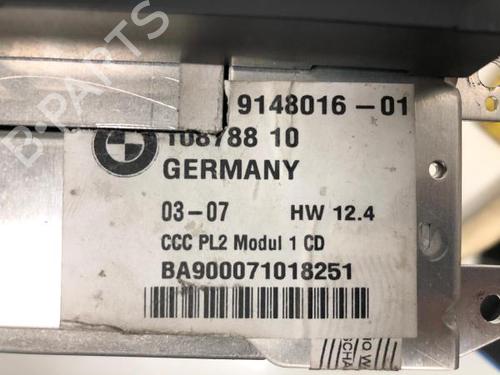 B-PARTS
9148016-01
108788 10
GERMANY
03-07 HW 12.4
CCC PL2 Modul 1 CD
BA900071018251